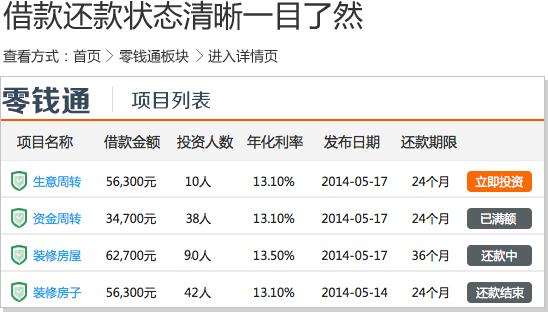 借款还款状态清晰一目了然
查看方式：首页 > 零钱通板块 > 进入详情页
零钱通 项目列表
项目名称 借款金额 投资人数 年化利率 发布日期 还款期限
生意周转 56,300元 10人 13.10% 2014-05-17 24个月 立即投资
资金周转 34,700元 38人 13.10% 2014-05-17 24个月 已满额
装修房屋 62,700元 90人 13.50% 2014-05-17 36个月 还款中
装修房子 56,300元 42人 13.10% 2014-05-14 24个月 还款结束